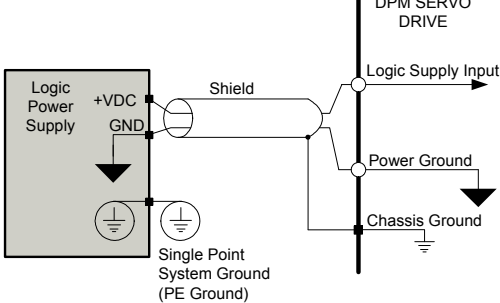 DPM SERVO
DRIVE
Logic
Power
Supply
+VDC
GND
Shield
Logic Supply Input
Power Ground
Chassis Ground
Single Point
System Ground
(PE Ground)